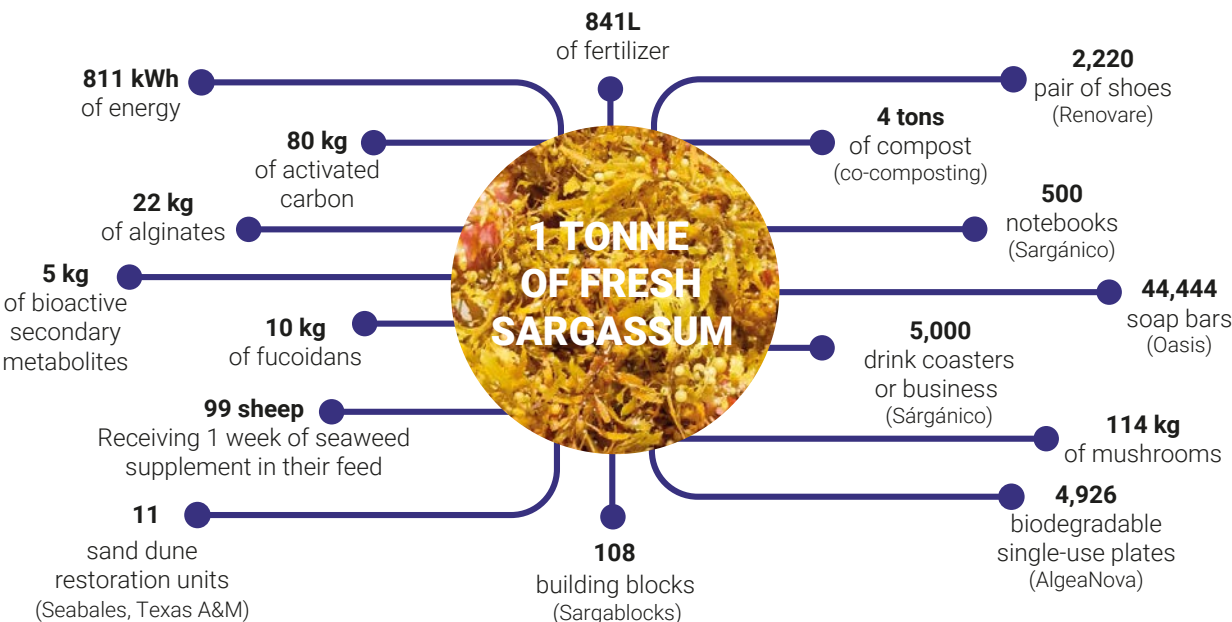 841L
of fertilizer
811 kWh
of energy
2,220
pair of shoes
(Renovare)
80 kg
of activated
carbon
4 tons
of compost
(co-composting)
22 kg
of alginates
500
notebooks
(Sargánico)
1 TONNE
OF FRESH
SARGASSUM
5 kg
of bioactive
secondary
metabolites
44,444
soap bars
(Oasis)
10 kg
of fucoidans
5,000
drink coasters
or business
(Sárgánico)
99 sheep
Receiving 1 week of seaweed
supplement in their feed
114 kg
of mushrooms
11
sand dune
restoration units
(Seabales, Texas A&M)
108
building blocks
(Sargablocks)
4,926
biodegradable
single-use plates
(AlgeaNova)